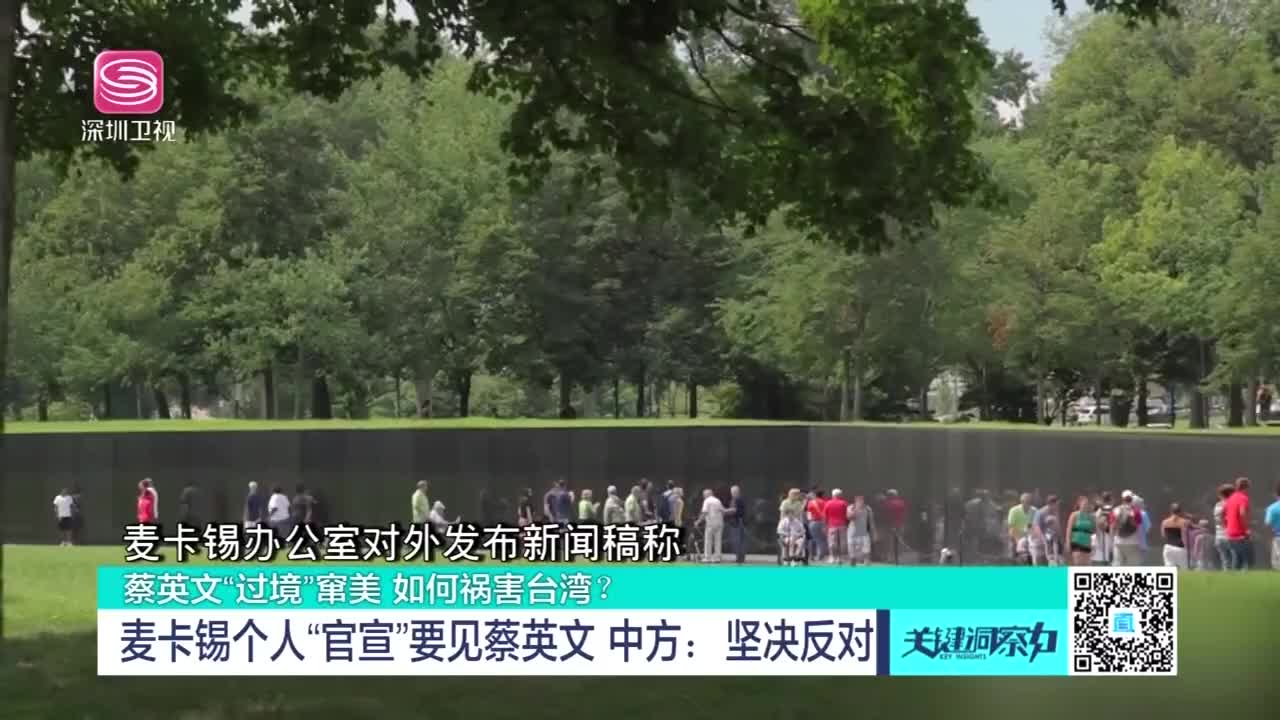 深圳卫视
麦卡锡办公室对外发布新闻稿称
蔡英文“过境”窜美 如何祸害台湾？
麦卡锡个人“官宣”要见蔡英文 中方：坚决反对
关键洞察力
KEY INSIGHTS